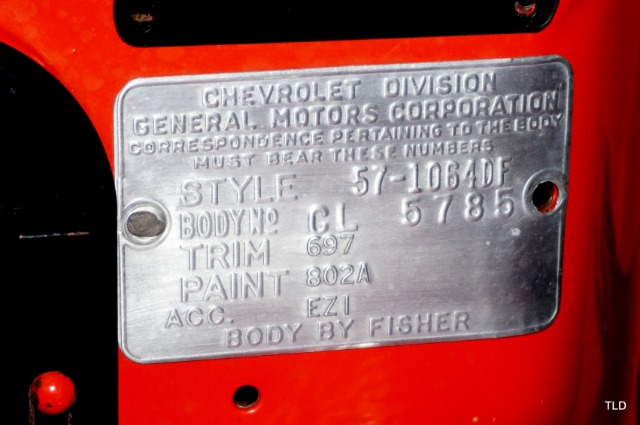 CHEVROLET DIVISION
GENERAL MOTORS CORPORATION
CORRESPONDENCE PERTAINING TO THE BODY
MUST BEAR THESE NUMBERS
STYLE 57-1064DF
BODY No CL 5785
TRIM 697
PAINT 802A
ACC. EZI
BODY BY FISHER
TLD